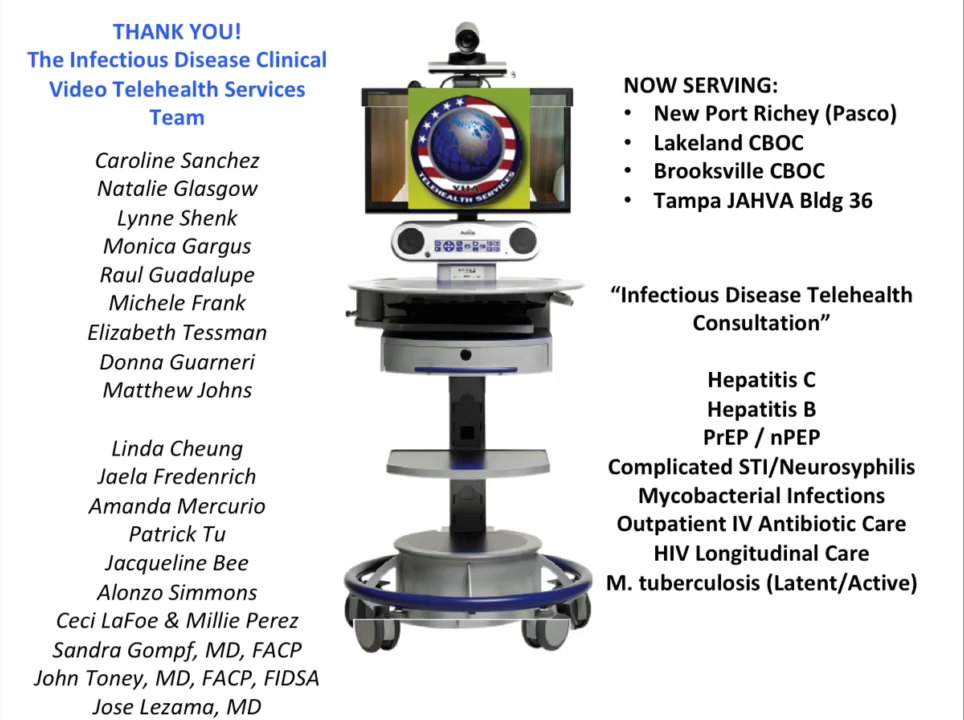 THANK YOU!
The Infectious Disease Clinical
Video Telehealth Services
Team
Caroline Sanchez
Natalie Glasgow
Lynne Shenk
Monica Gargus
Raul Guadalupe
Michele Frank
Elizabeth Tessman
Donna Guarneri
Matthew Johns
Linda Cheung
Jaela Fredenrich
Amanda Mercurio
Patrick Tu
Jacqueline Bee
Alonzo Simmons
Ceci LaFoe & Millie Perez
Sandra Gompf, MD, FACP
John Toney, MD, FACP, FIDSA
Jose Lezama, MD
VHA
TELEHEALTH SERVICES
NOW SERVING:
• New Port Richey (Pasco)
• Lakeland CBOC
• Brooksville CBOC
• Tampa JAHVA Bldg 36
“Infectious Disease Telehealth
Consultation”
Hepatitis C
Hepatitis B
PrEP / nPEP
Complicated STI/Neurosyphilis
Mycobacterial Infections
Outpatient IV Antibiotic Care
HIV Longitudinal Care
M. tuberculosis (Latent/Active)